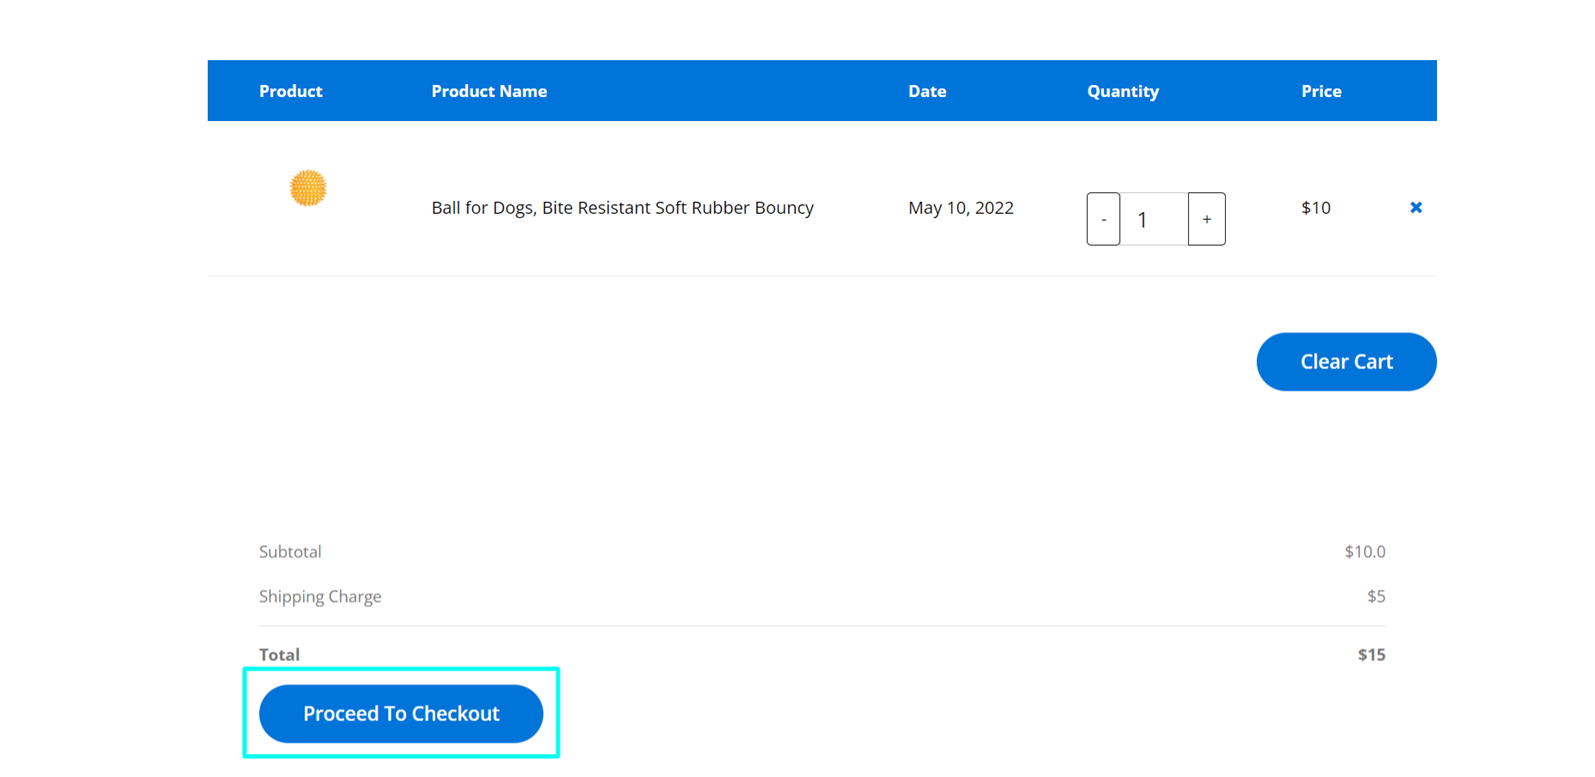 Product Product Name Date Quantity Price
Ball for Dogs, Bite Resistant Soft Rubber Bouncy May 10, 2022 - 1 + $10 ✖
Clear Cart
Subtotal $10.0
Shipping Charge $5
Total $15
Proceed To Checkout